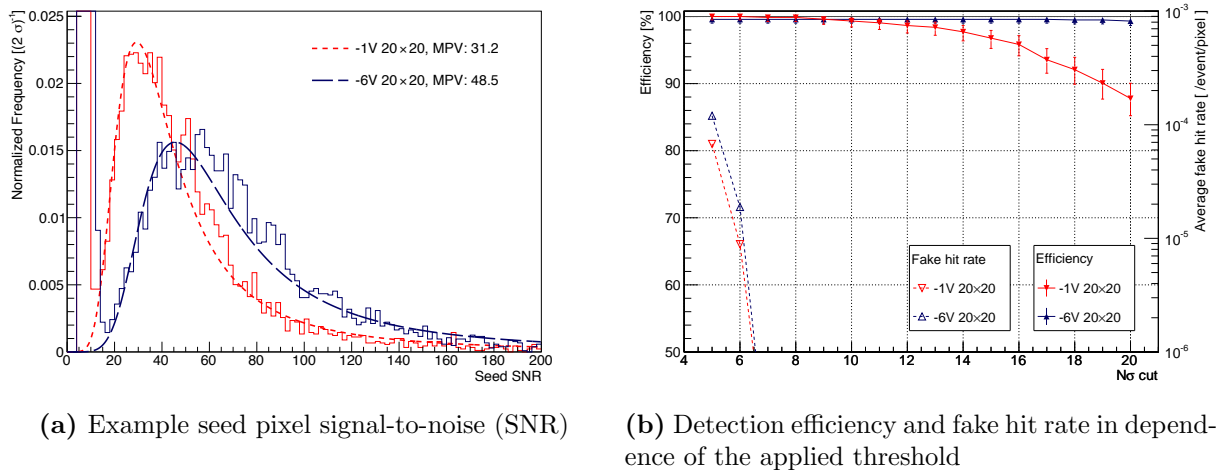 Normalized Frequency [(2 σ)⁻¹]
0.025
0.02
0.015
0.01
0.005
0
-1V 20×20, MPV: 31.2
-6V 20×20, MPV: 48.5
0 20 40 60 80 100 120 140 160 180 200
Seed SNR
(a) Example seed pixel signal-to-noise (SNR)
Efficiency [%]
100
90
80
70
60
50
Average fake hit rate [ /event/pixel]
10⁻³
10⁻⁴
10⁻⁵
10⁻⁶
Fake hit rate
-1V 20×20
-6V 20×20
Efficiency
-1V 20×20
-6V 20×20
4 6 8 10 12 14 16 18 20
Nσ cut
(b) Detection efficiency and fake hit rate in depend-
ence of the applied threshold